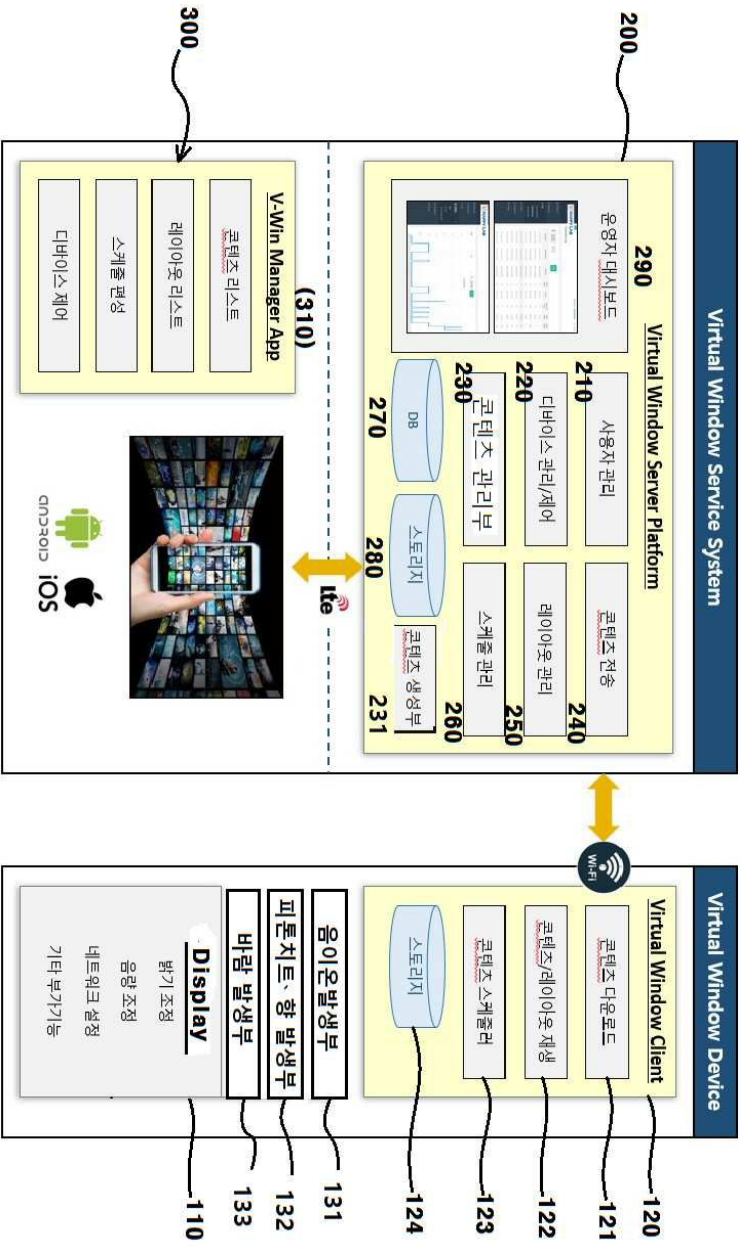 Virtual Window Service System
200
Virtual Window Server Platform
290
운영자 대시보드
210
사용자 관리
240
콘텐츠 전송
220
디바이스 관리/제어
250
레이아웃 관리
230
콘텐츠 관리부
260
스케줄 관리
270
DB
280
스토리지
231
콘텐츠 생성부
Lte
300
(310)
V-Win Manager App
콘텐츠 리스트
레이아웃 리스트
스케줄 편성
디바이스 제어
ANDROID
iOS
Wi-Fi
Virtual Window Device
Virtual Window Client
120
콘텐츠 다운로드
121
콘텐츠/레이아웃 재생
122
콘텐츠 스케줄러
123
스토리지
124
음이온발생부
131
피톤치트、향 발생부
132
바람 발생부
133
Display
110
밝기 조정
음량 조정
네트워크 설정
기타 부가기능